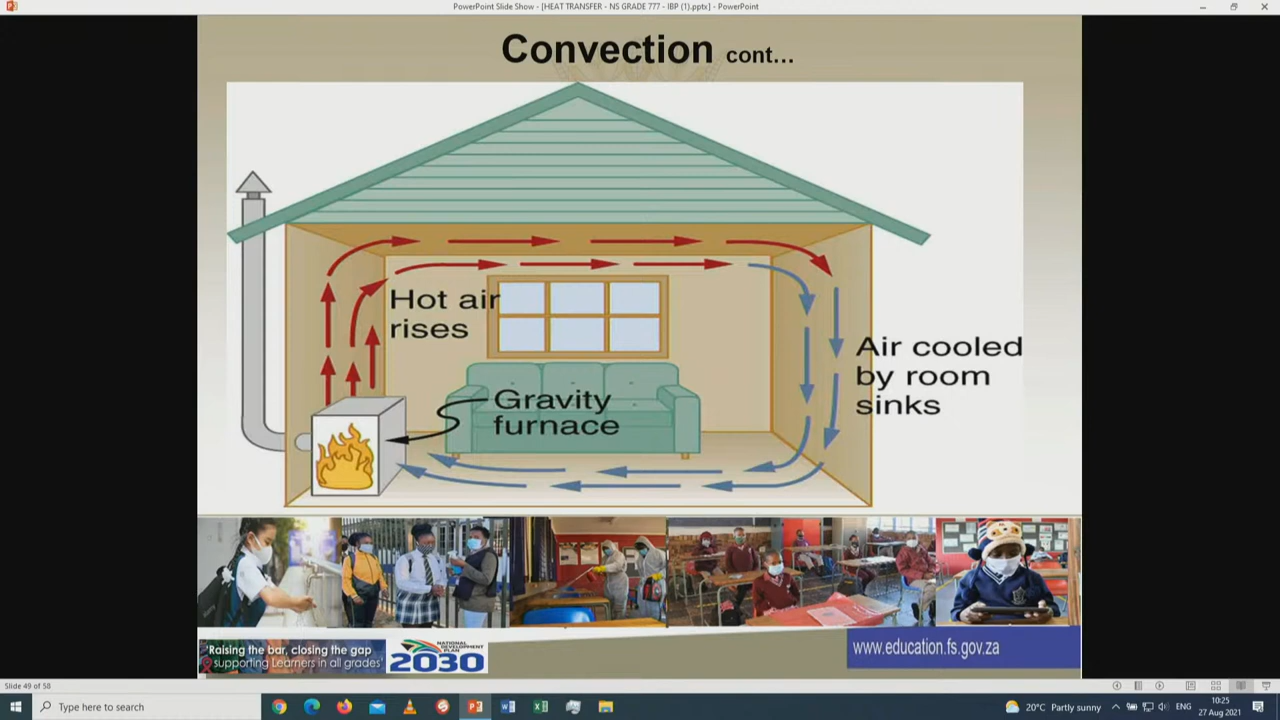 PowerPoint Slide Show - [HEAT TRANSFER - NS GRADE 777 - IBP (1).pptx] - PowerPoint
Convection cont...
Hot air
rises
Gravity
furnace
Air cooled
by room
sinks
'Raising the bar, closing the gap
supporting Learners in all grades'
NATIONAL
DEVELOPMENT
PLAN
2030
www.education.fs.gov.za
Slide 49 of 58
Type here to search
20°C Partly sunny
ENG
10:25
27 Aug 2021